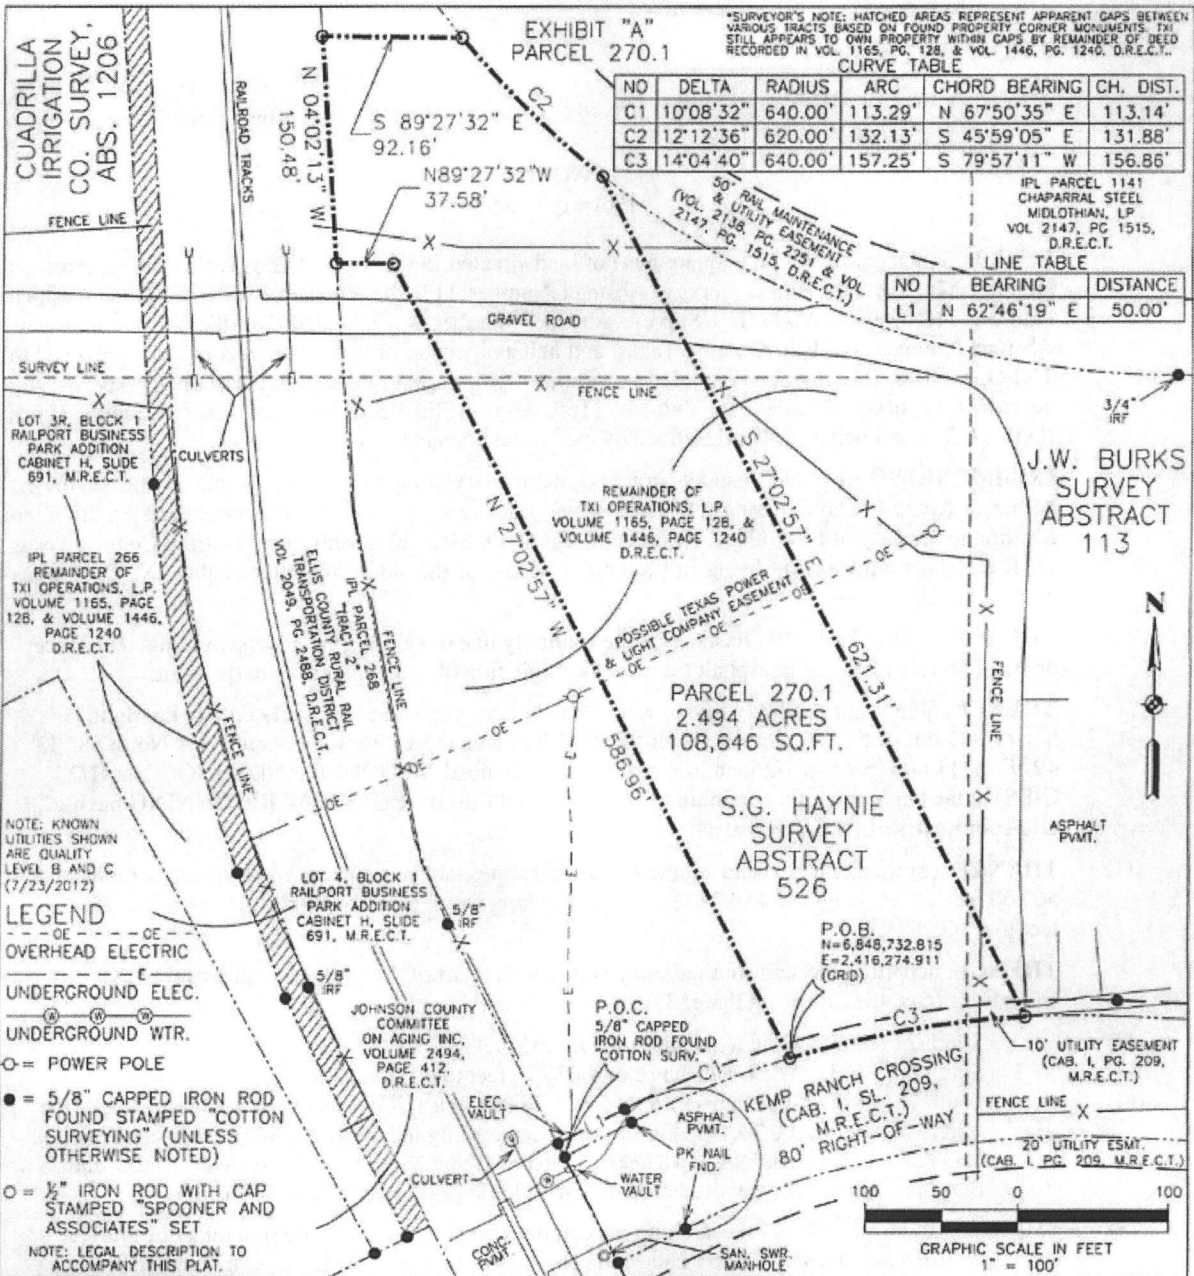 CUADRILLA
IRRIGATION
CO. SURVEY,
ABS. 1206
EXHIBIT "A"
PARCEL 270.1
*SURVEYOR'S NOTE: HATCHED AREAS REPRESENT APPARENT GAPS BETWEEN
VARIOUS TRACTS BASED ON FOUND PROPERTY CORNER MONUMENTS. TXI
STILL APPEARS TO OWN PROPERTY WITHIN GAPS BY REMAINDER OF DEED
RECORDED IN VOL. 1165, PG. 128, & VOL. 1446, PG. 1240, D.R.E.C.T..
CURVE TABLE
NO DELTA RADIUS ARC CHORD BEARING CH. DIST.
C1 10°08'32" 640.00' 113.29' N 67°50'35" E 113.14'
C2 12°12'36" 620.00' 132.13' S 45°59'05" E 131.88'
C3 14°04'40" 640.00' 157.25' S 79°57'11" W 156.86'
IPL PARCEL 1141
CHAPARRAL STEEL
MIDLOTHIAN, LP
VOL 2147, PG 1515,
D.R.E.C.T.
LINE TABLE
NO BEARING DISTANCE
L1 N 62°46'19" E 50.00'
RAILROAD TRACKS
N 04°02'13" W
150.48'
S 89°27'32" E
92.16'
N89°27'32"W
37.58'
C2
50' RAIL MAINTENANCE
& UTILITY EASEMENT
(VOL. 2138, PG. 2251 & VOL.
2147, PG. 1515, D.R.E.C.T.)
FENCE LINE
GRAVEL ROAD
SURVEY LINE
FENCE LINE
3/4"
IRF
LOT 3R, BLOCK 1
RAILPORT BUSINESS
PARK ADDITION
CABINET H, SLIDE
691, M.R.E.C.T.
CULVERTS
J.W. BURKS
SURVEY
ABSTRACT
113
S 27°02'57" E
621.31'
REMAINDER OF
TXI OPERATIONS, L.P.
VOLUME 1165, PAGE 128, &
VOLUME 1446, PAGE 1240
D.R.E.C.T.
N 27°02'57" W
586.96'
IPL PARCEL 266
REMAINDER OF
TXI OPERATIONS, L.P.
VOLUME 1165, PAGE
128, & VOLUME 1446,
PAGE 1240
D.R.E.C.T.
FENCE LINE
IPL PARCEL 268
"TRACT 2"
ELLIS COUNTY RURAL RAIL
TRANSPORTATION DISTRICT
VOL. 2049, PG. 2488, D.R.E.C.T.
POSSIBLE TEXAS POWER
& LIGHT COMPANY EASEMENT
OE
OE
OE
OE
OE
N
FENCE LINE
PARCEL 270.1
2.494 ACRES
108,646 SQ.FT.
FENCE LINE
C.G. HAYNIE
SURVEY
ABSTRACT
526
ASPHALT
PVMT.
NOTE: KNOWN
UTILITIES SHOWN
ARE QUALITY
LEVEL B AND C
(7/23/2012)
LOT 4, BLOCK 1
RAILPORT BUSINESS
PARK ADDITION
CABINET H, SLIDE
691, M.R.E.C.T.
5/8"
IRF
LEGEND
OE OE
OVERHEAD ELECTRIC
E
UNDERGROUND ELEC.
W W W
UNDERGROUND WTR.
= POWER POLE
= 5/8" CAPPED IRON ROD
FOUND STAMPED "COTTON
SURVEYING" (UNLESS
OTHERWISE NOTED)
= ½" IRON ROD WITH CAP
STAMPED "SPOONER AND
ASSOCIATES" SET
NOTE: LEGAL DESCRIPTION TO
ACCOMPANY THIS PLAT.
5/8"
IRF
P.O.B.
N=6,848,732.815
E=2,416,274.911
(GRID)
JOHNSON COUNTY
COMMITTEE
ON AGING INC.
VOLUME 2494,
PAGE 412,
D.R.E.C.T.
P.O.C.
5/8" CAPPED
IRON ROD FOUND
"COTTON SURV."
C3
10' UTILITY EASEMENT
(CAB. I, PG. 209,
M.R.E.C.T.)
ELEC.
VAULT
L1
C1
ASPHALT
PVMT.
PK NAIL
FND.
KEMP RANCH CROSSING
(CAB. I, SL. 209,
M.R.E.C.T.)
80' RIGHT-OF-WAY
FENCE LINE
20' UTILITY ESMT.
(CAB. I, PG. 209, M.R.E.C.T.)
CULVERT
WATER
VAULT
CONC.
PVMT.
SAN. SWR.
MANHOLE
100 50 0 100
GRAPHIC SCALE IN FEET
1" = 100'